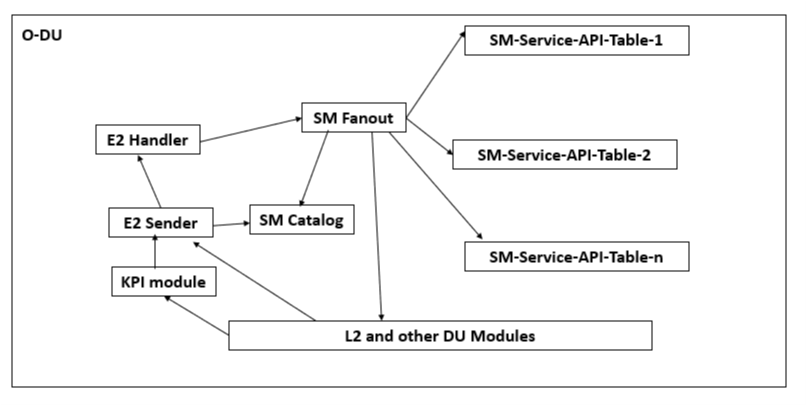 O-DU
SM-Service-API-Table-1
SM Fanout
E2 Handler
SM-Service-API-Table-2
E2 Sender
SM Catalog
SM-Service-API-Table-n
KPI module
L2 and other DU Modules